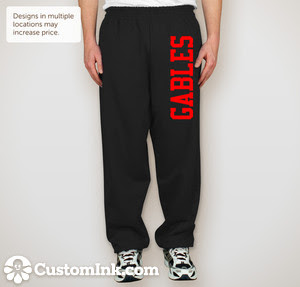 Designs in multiple
locations may
increase price.
GABLES
CustomInk.com